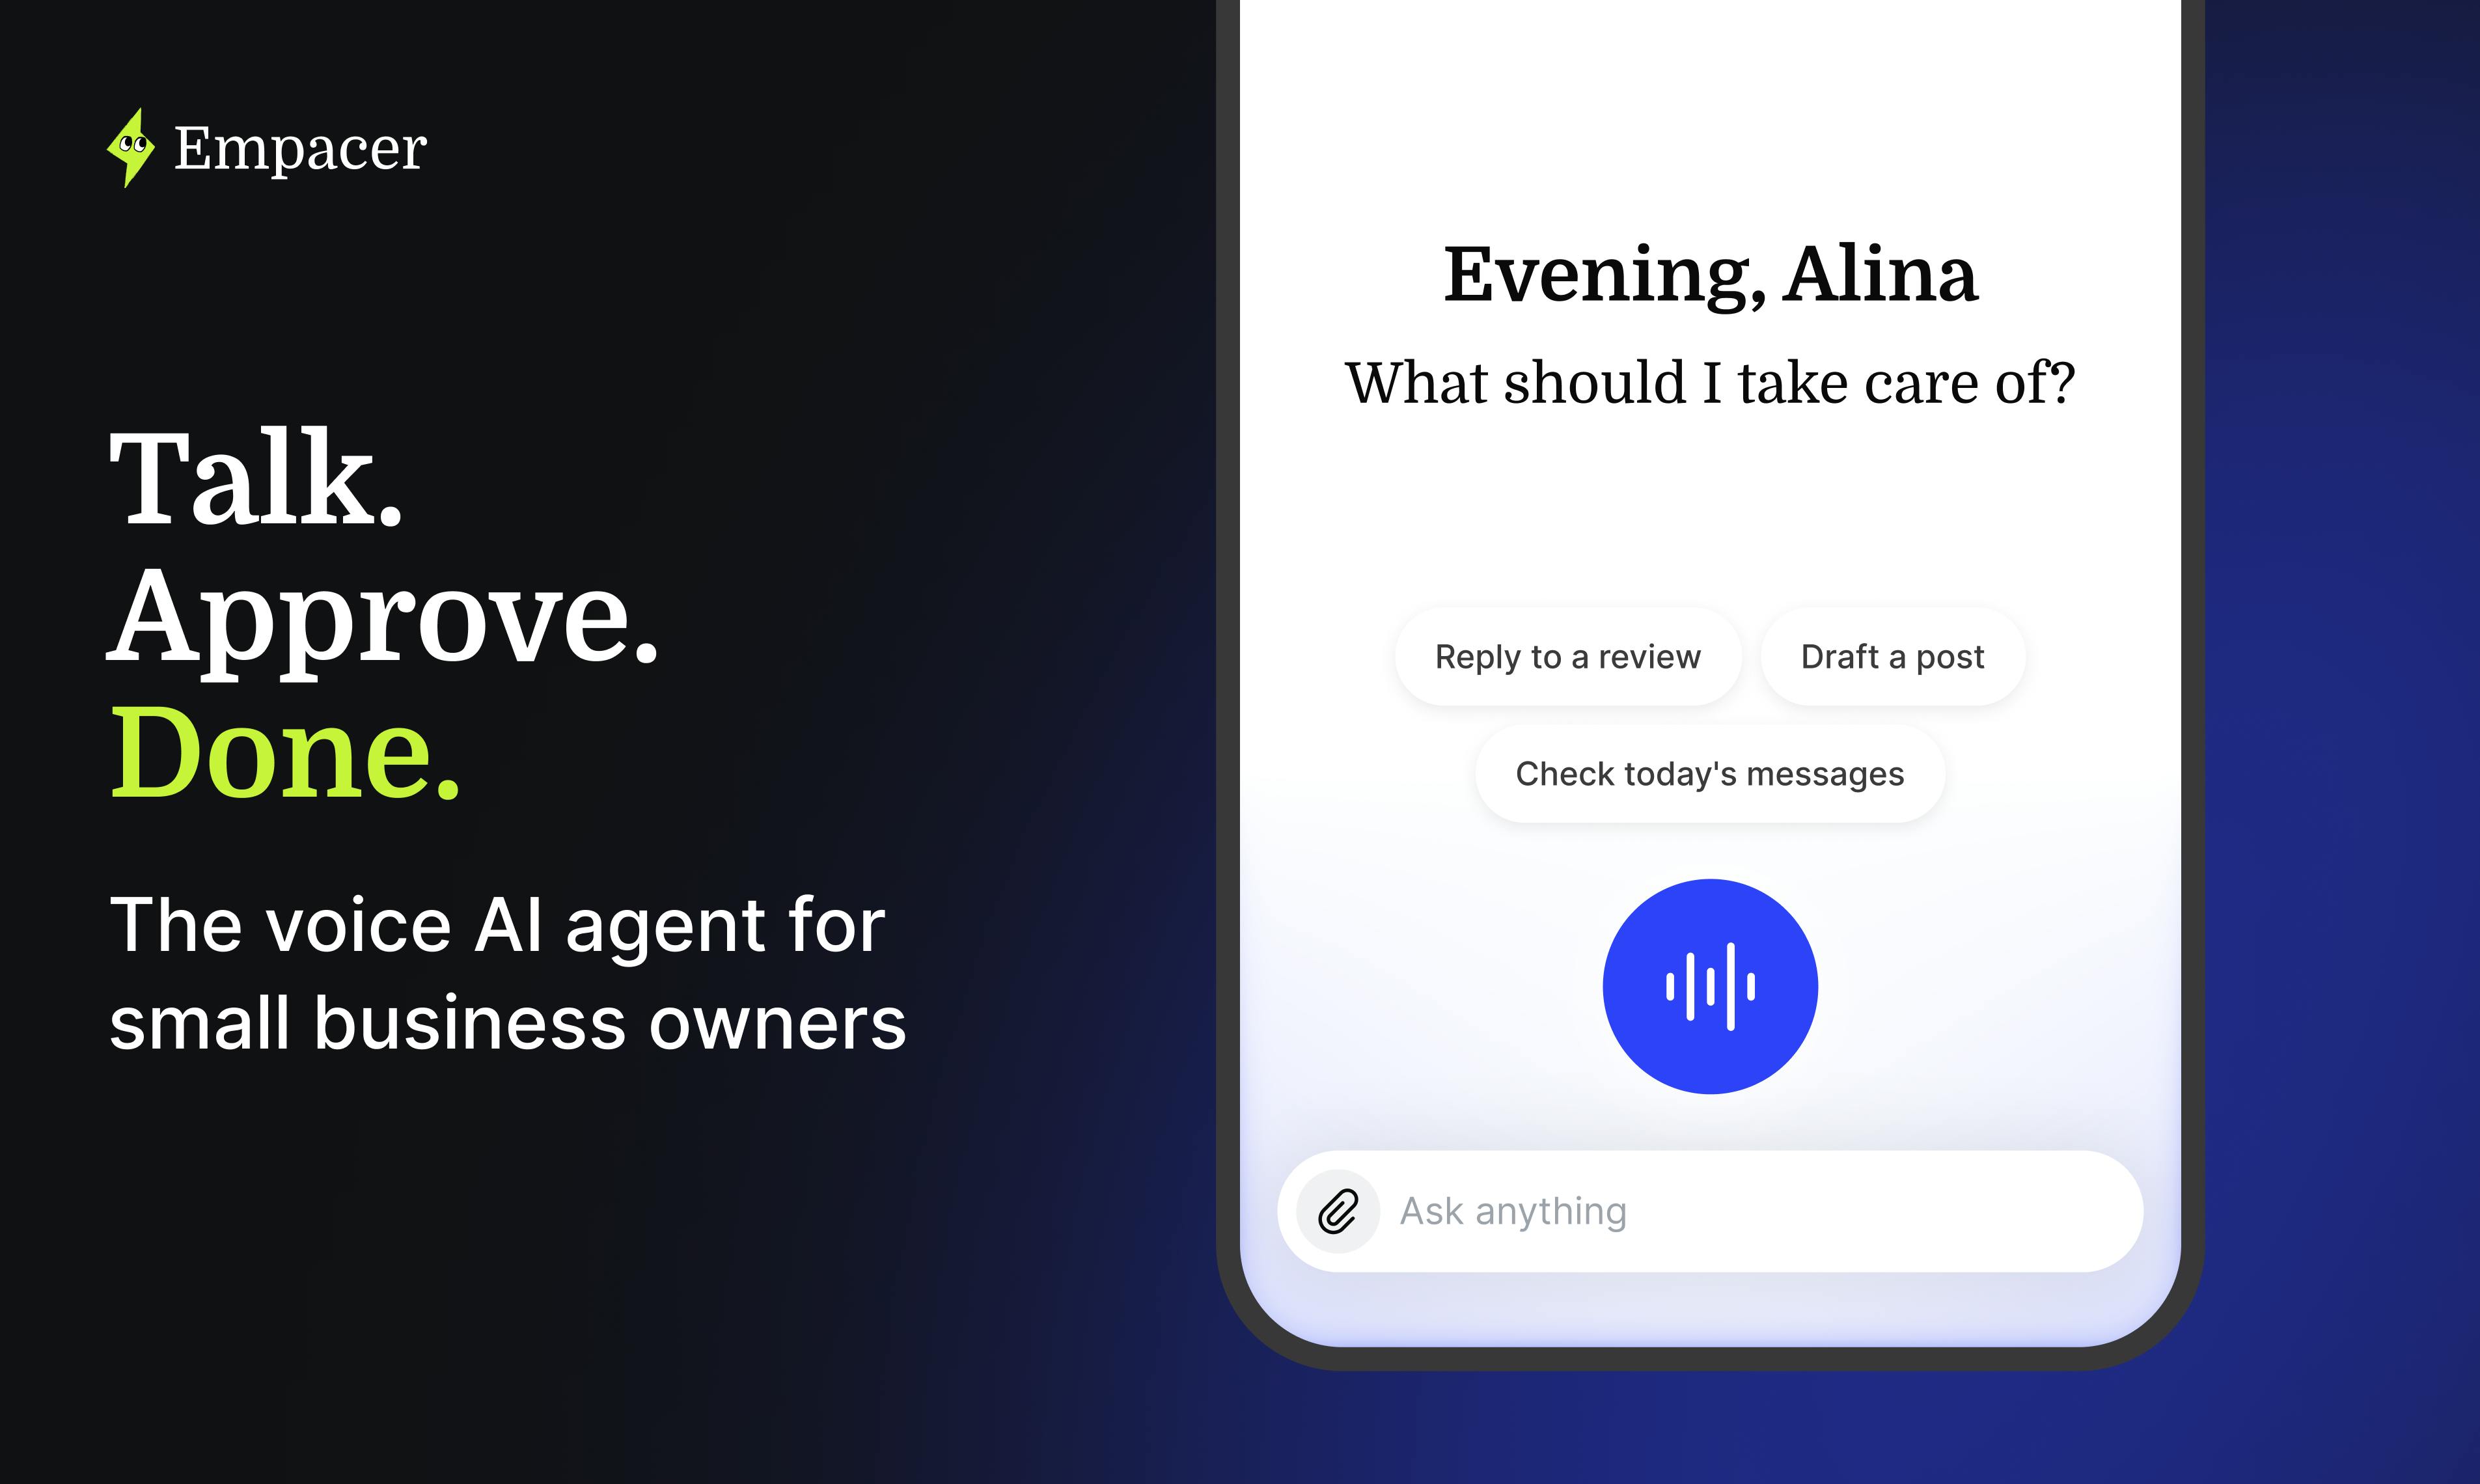 Empacer
Talk.
Approve.
Done.
The voice AI agent for
small business owners
Evening, Alina
What should I take care of?
Reply to a review
Draft a post
Check today's messages
Ask anything